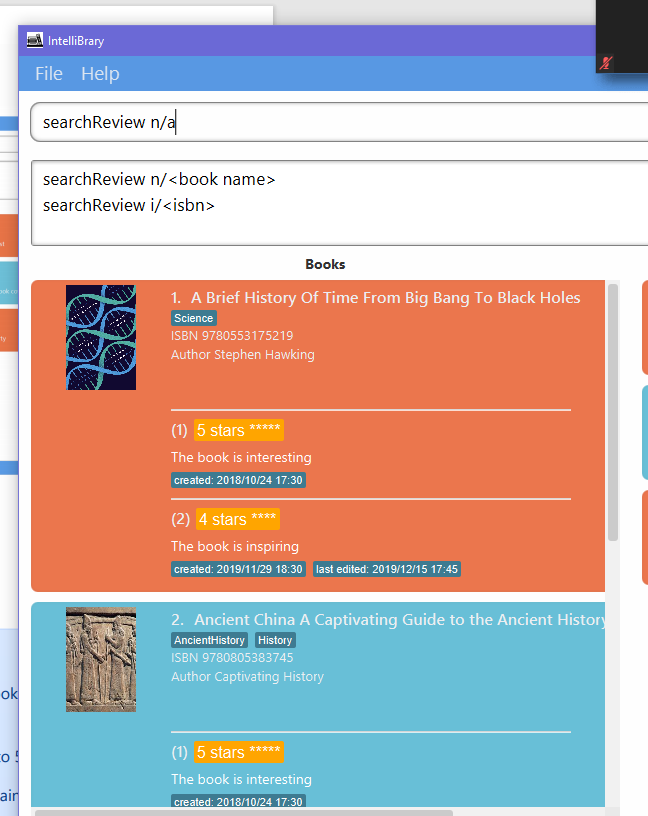 IntelliBrary
File Help
searchReview n/a
searchReview n/<book name>
searchReview i/<isbn>
Books
1. A Brief History Of Time From Big Bang To Black Holes
Science
ISBN 9780553175219
Author Stephen Hawking
(1) 5 stars *****
The book is interesting
created: 2018/10/24 17:30
(2) 4 stars ****
The book is inspiring
created: 2019/11/29 18:30 last edited: 2019/12/15 17:45
2. Ancient China A Captivating Guide to the Ancient History
AncientHistory History
ISBN 9780805383745
Author Captivating History
(1) 5 stars *****
The book is interesting
created: 2018/10/24 17:30